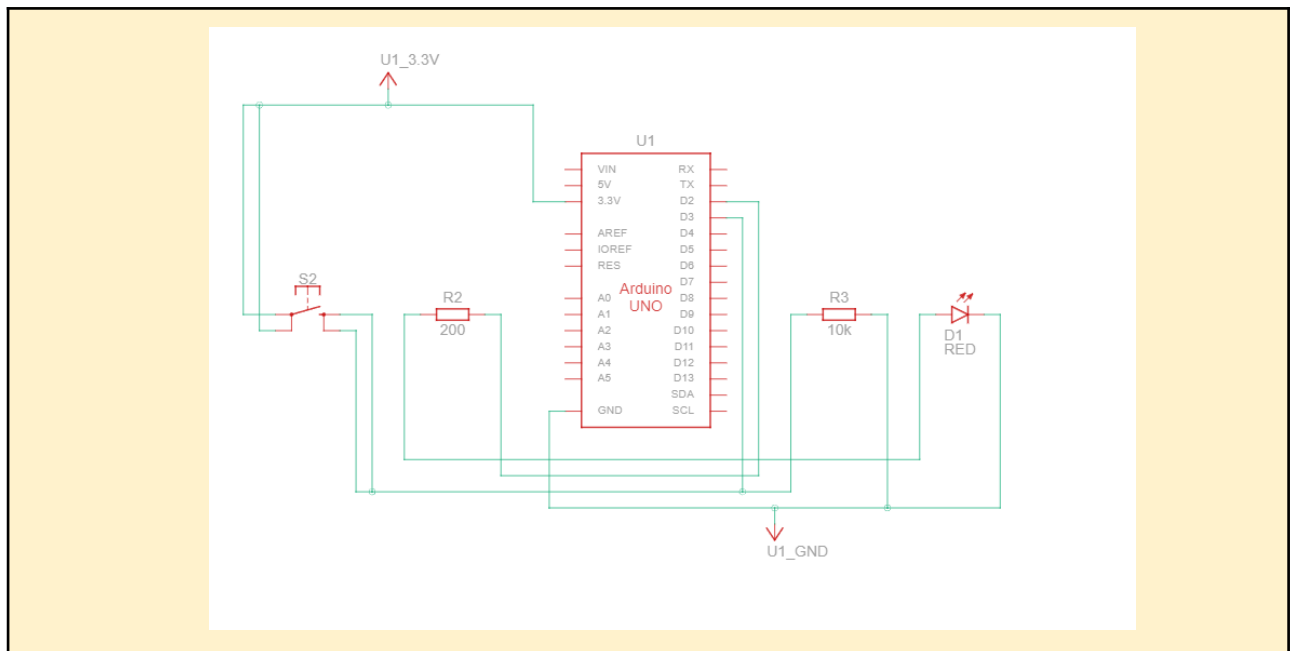 U1_3.3V
U1
VIN RX
5V TX
3.3V D2
D3
AREF D4
IOREF D5
RES D6
D7
A0 Arduino D8
A1 UNO D9
A2 D10
A3 D11
A4 D12
A5 D13
SDA
GND SCL
S2
R2
200
R3
10k
D1
RED
U1_GND